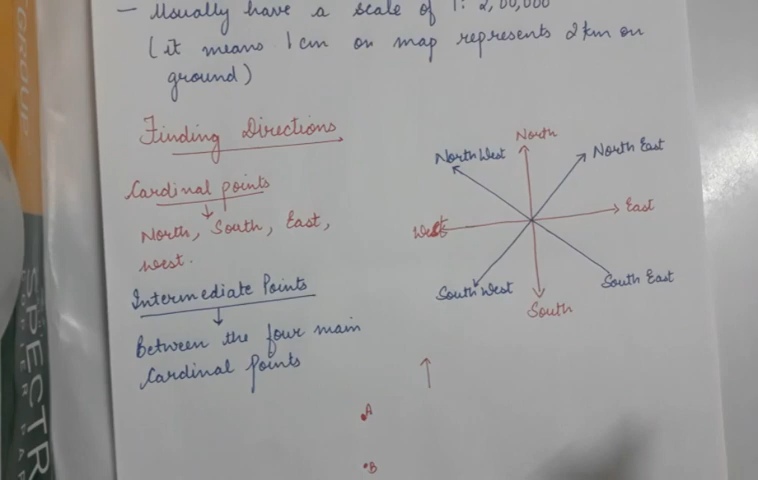 — Usually have a scale of 1: 2,00,000
(it means 1 cm on map represents 2 km on
ground)
Finding Directions
Cardinal points
North, South, East,
West.
Intermediate Points
Between the four main
Cardinal Points
North
North West
North East
West
East
South West
South East
South
A
B
GROUP
SPECTR